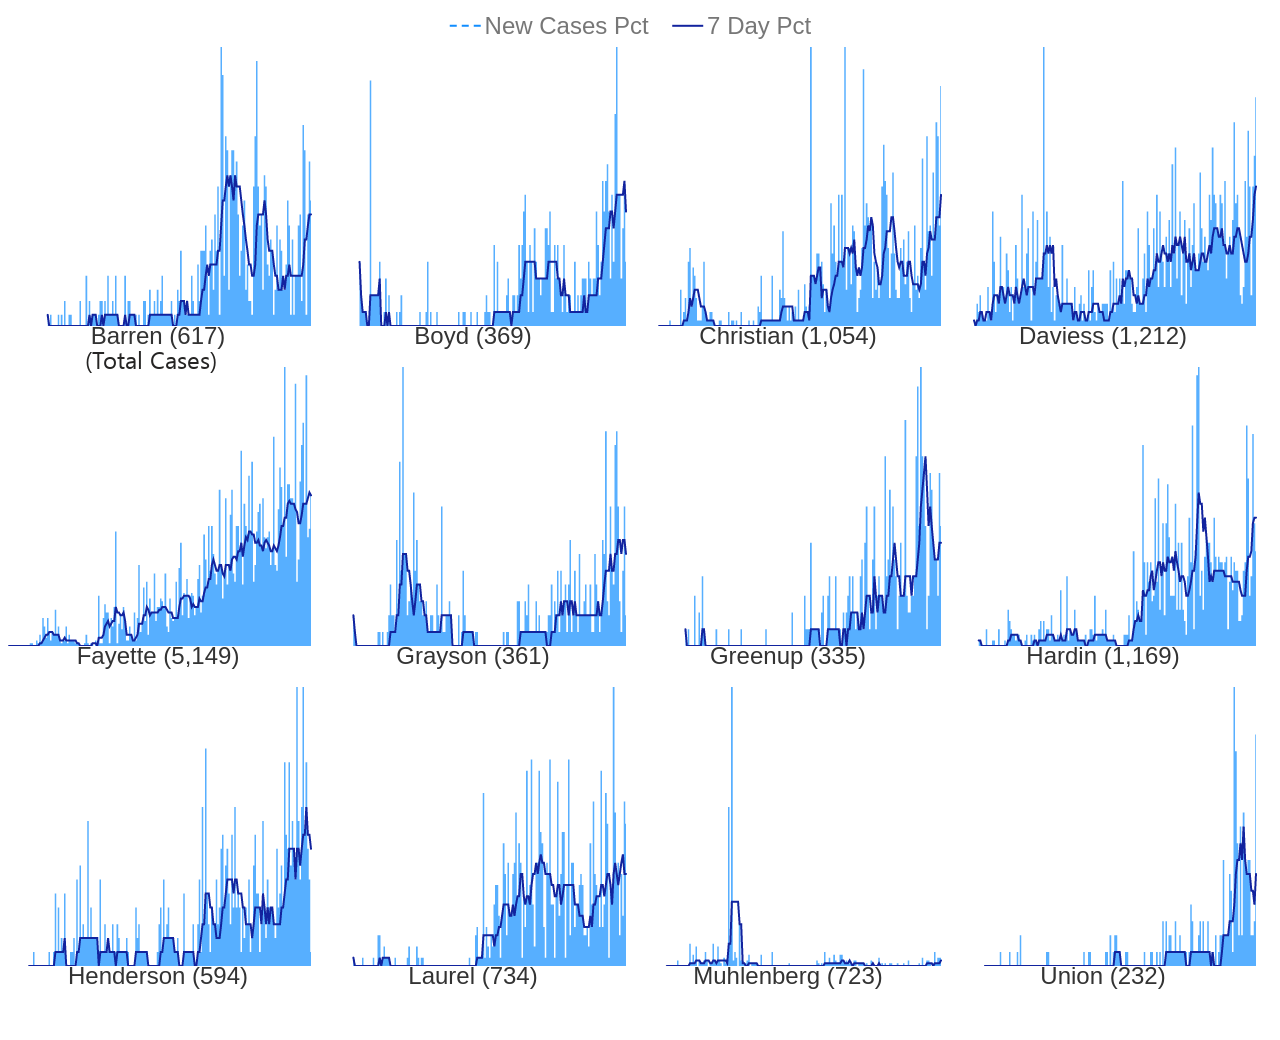 New Cases Pct 7 Day Pct
Barren (617) Boyd (369) Christian (1,054) Daviess (1,212)
(Total Cases)
Fayette (5,149) Grayson (361) Greenup (335) Hardin (1,169)
Henderson (594) Laurel (734) Muhlenberg (723) Union (232)